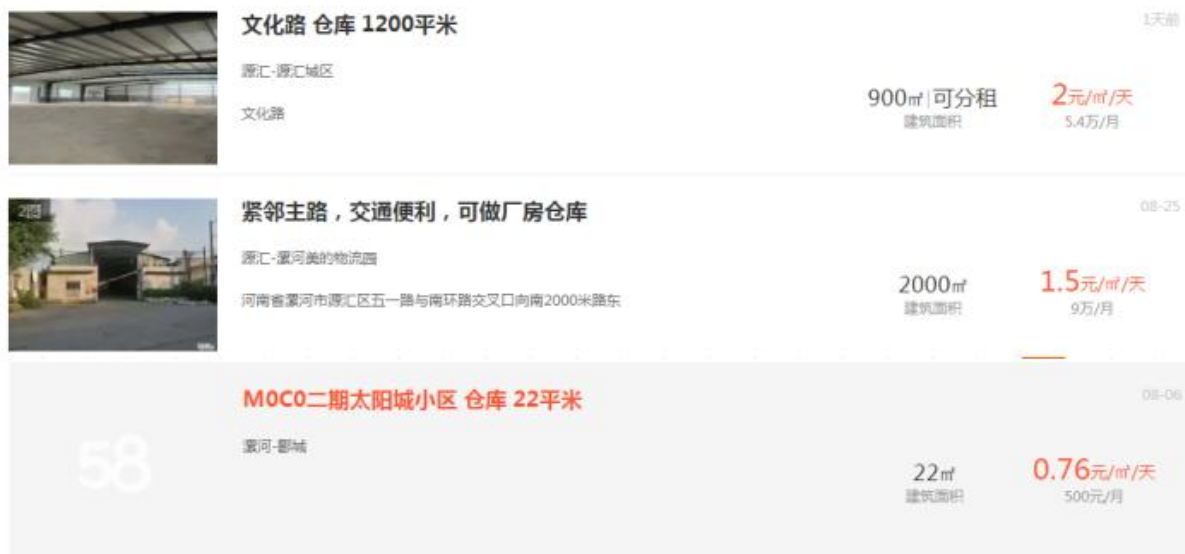 文化路 仓库 1200平米
1天前
源汇-源汇城区
文化路
900㎡|可分租
建筑面积
2元/㎡/天
5.4万/月
2图
紧邻主路，交通便利，可做厂房仓库
08-25
源汇-漯河美的物流园
河南省漯河市源汇区五一路与南环路交叉口向南2000米路东
2000㎡
建筑面积
1.5元/㎡/天
9万/月
58
M0C0二期太阳城小区 仓库 22平米
08-06
漯河-郾城
22㎡
建筑面积
0.76元/㎡/天
500元/月